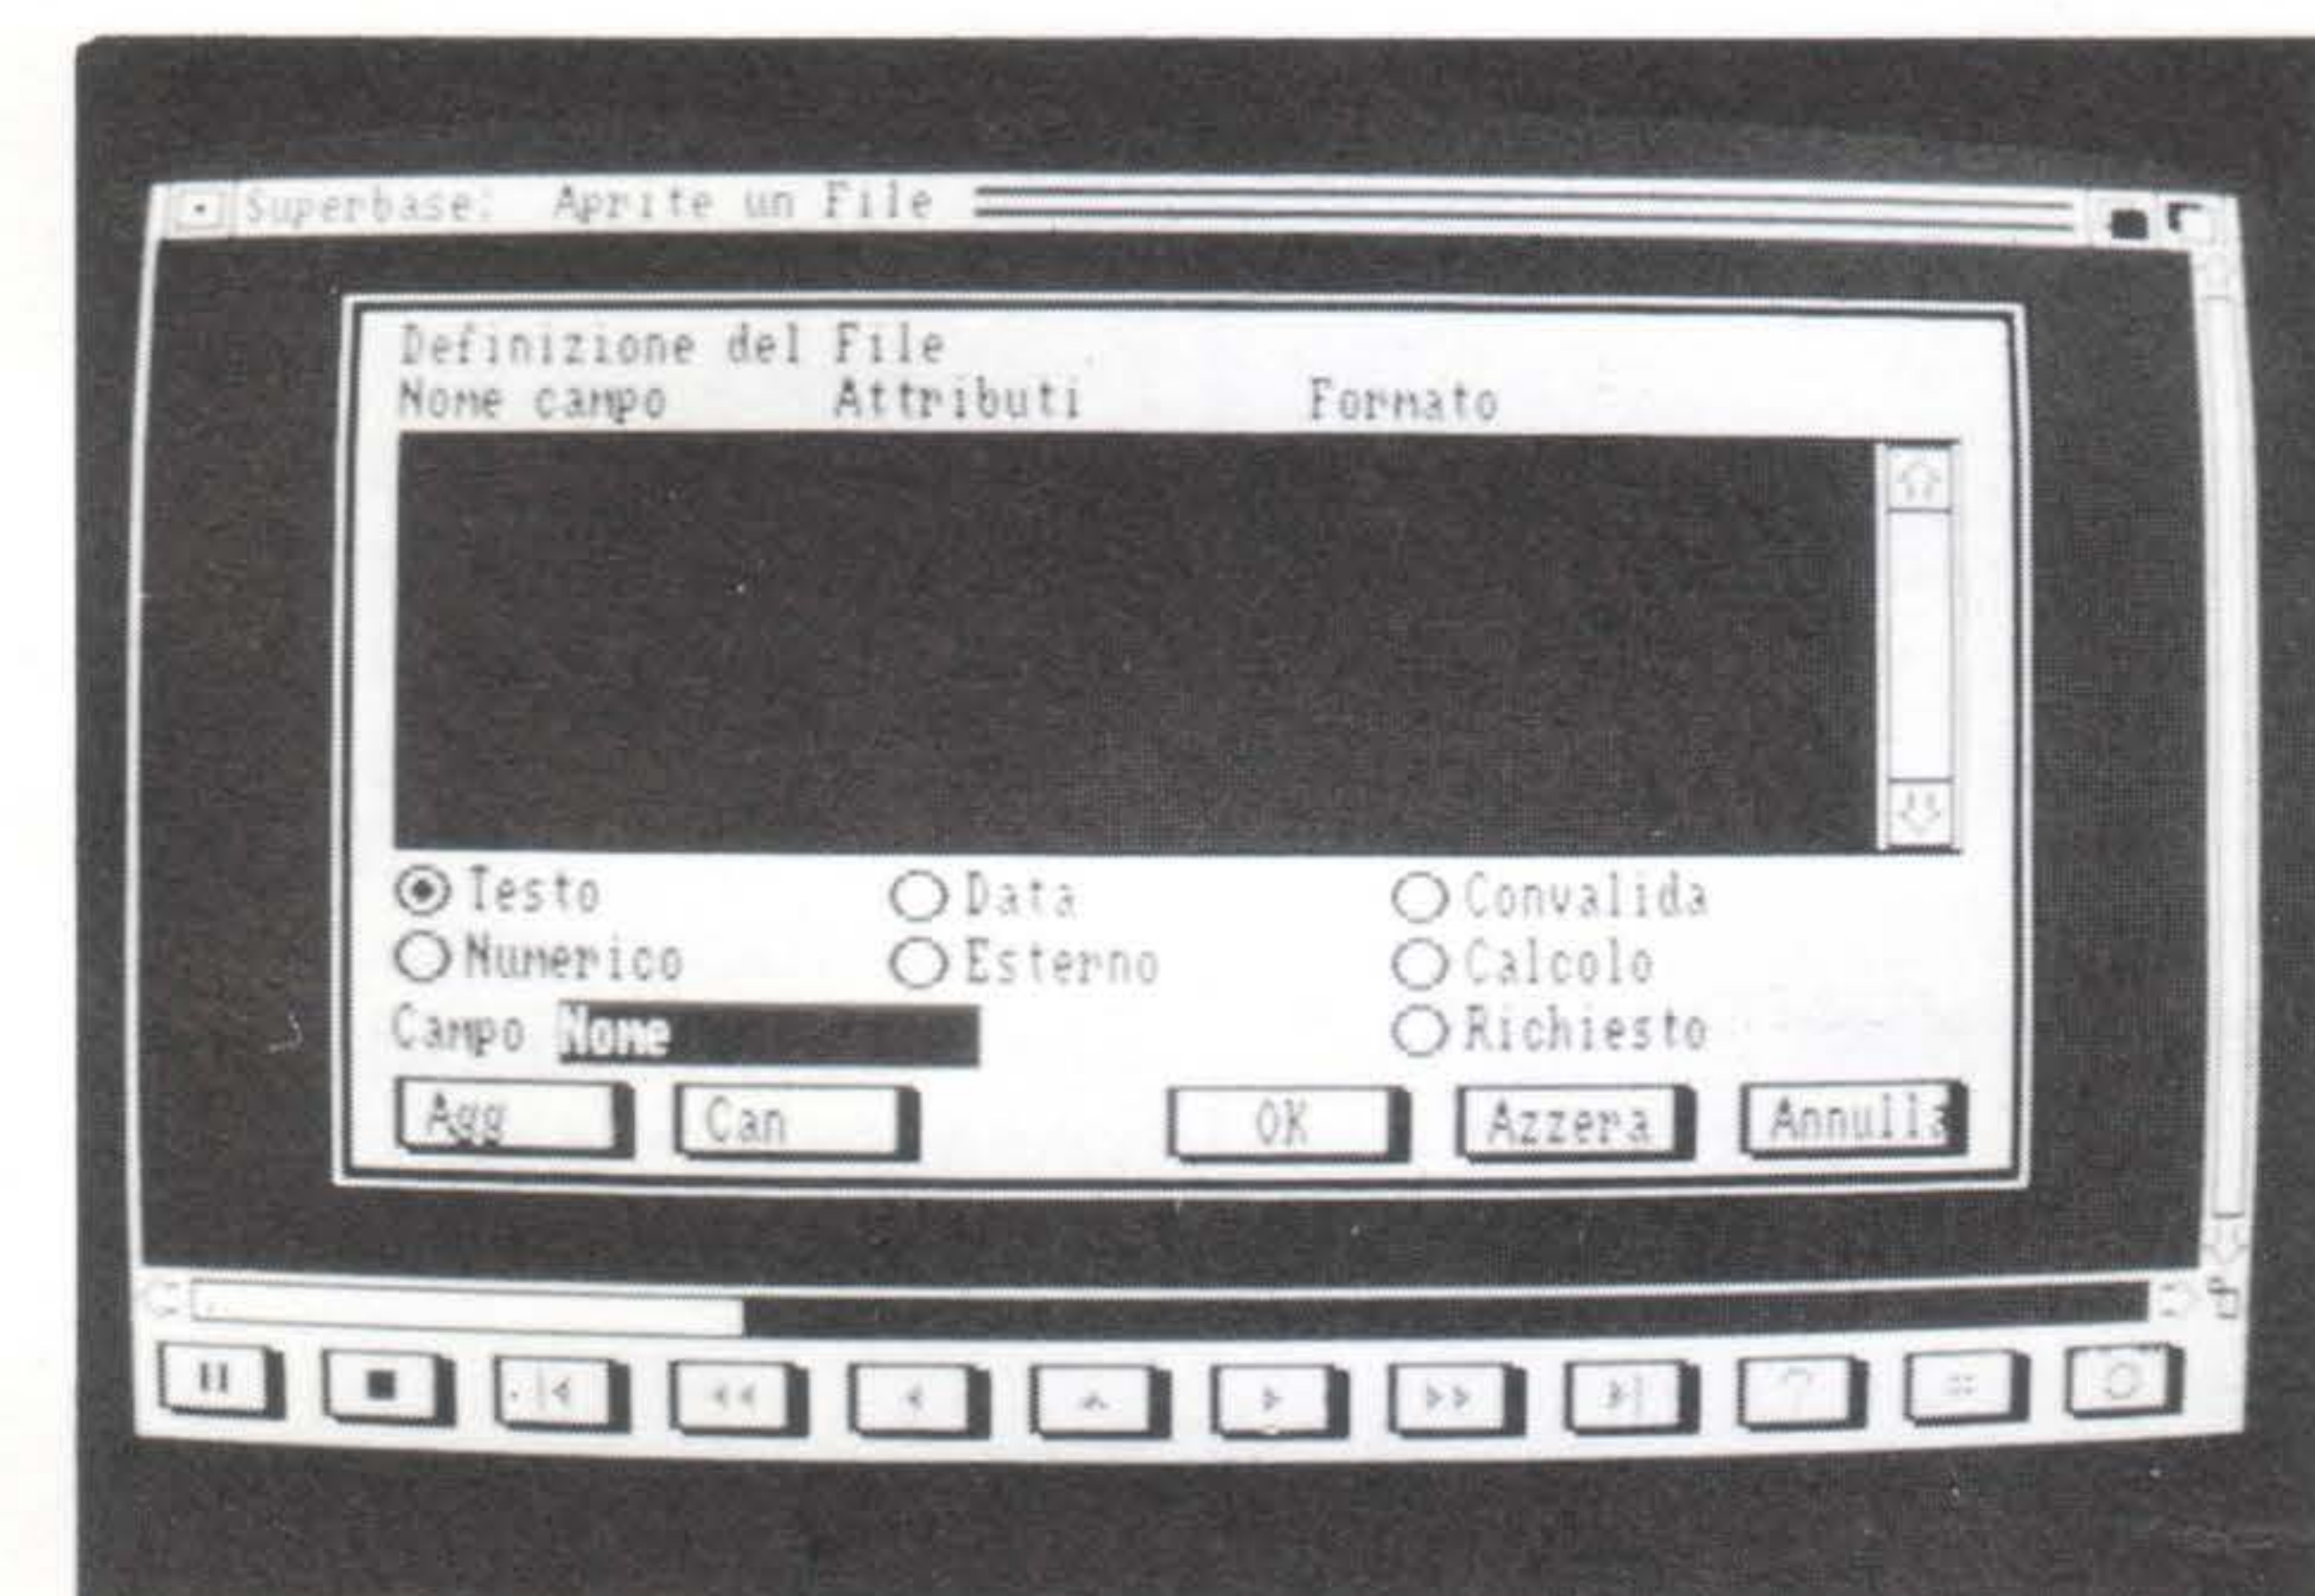 Superbase: Aprite un File
Definizione del File
Nome campo Attributi Formato
Testo Data Convalida
Numerico Esterno Calcolo
Campo Nome Richiesto
Agg Can OK Azzera Annulla